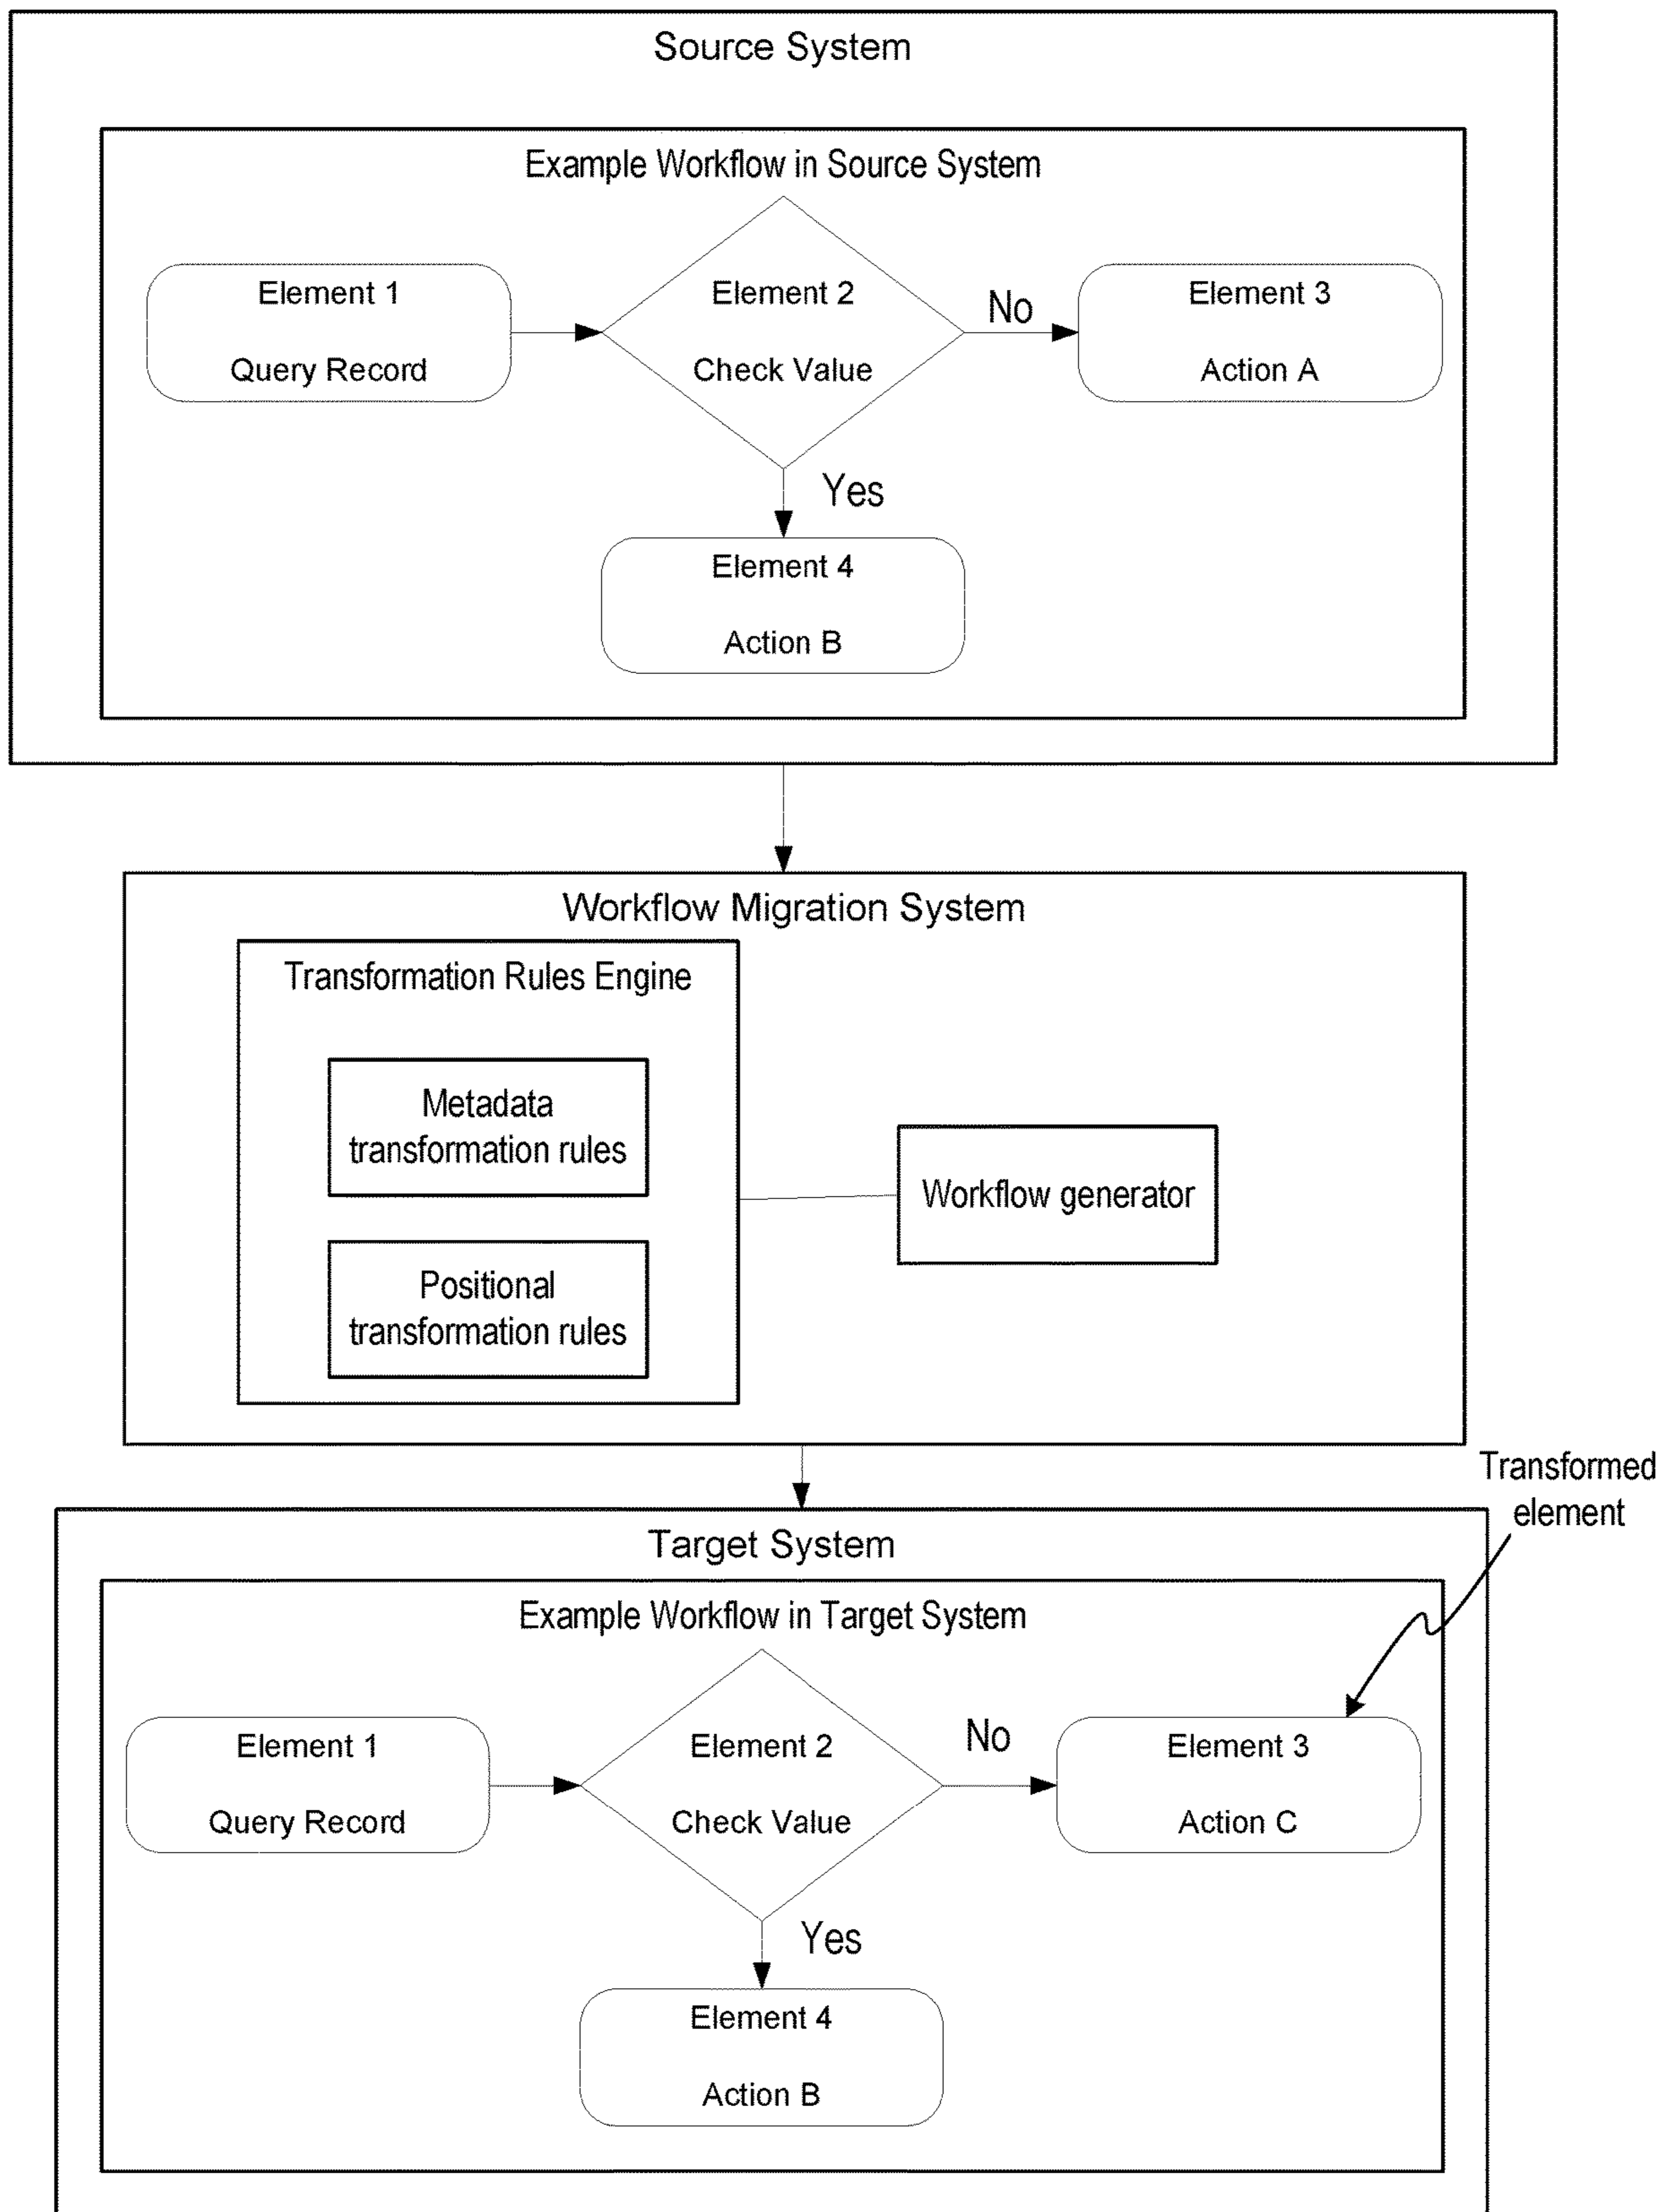 Source System
Example Workflow in Source System
Element 1
Query Record
Element 2
Check Value
No
Element 3
Action A
Yes
Element 4
Action B
Workflow Migration System
Transformation Rules Engine
Metadata
transformation rules
Positional
transformation rules
Workflow generator
Transformed
element
Target System
Example Workflow in Target System
Element 1
Query Record
Element 2
Check Value
No
Element 3
Action C
Yes
Element 4
Action B